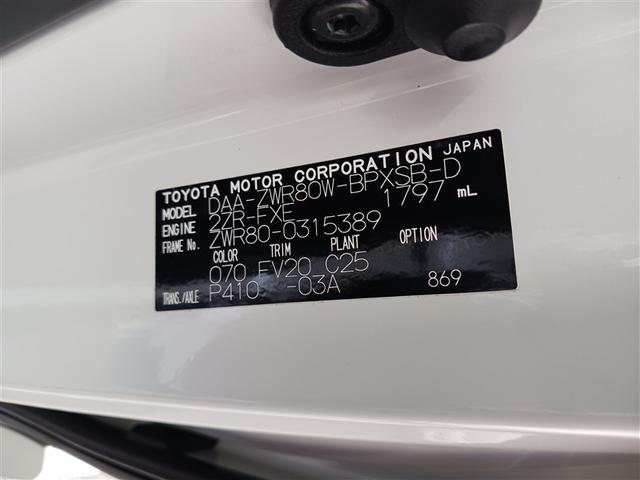 TOYOTA MOTOR CORPORATION JAPAN
MODEL DAA-ZWR80W-BPXSB-D
ENGINE 2ZR-FXE 1797 mL
FRAME No. ZWR80-0315389
COLOR TRIM PLANT OPTION
070 FV20 C25
TRANS./AXLE P410 -03A 869